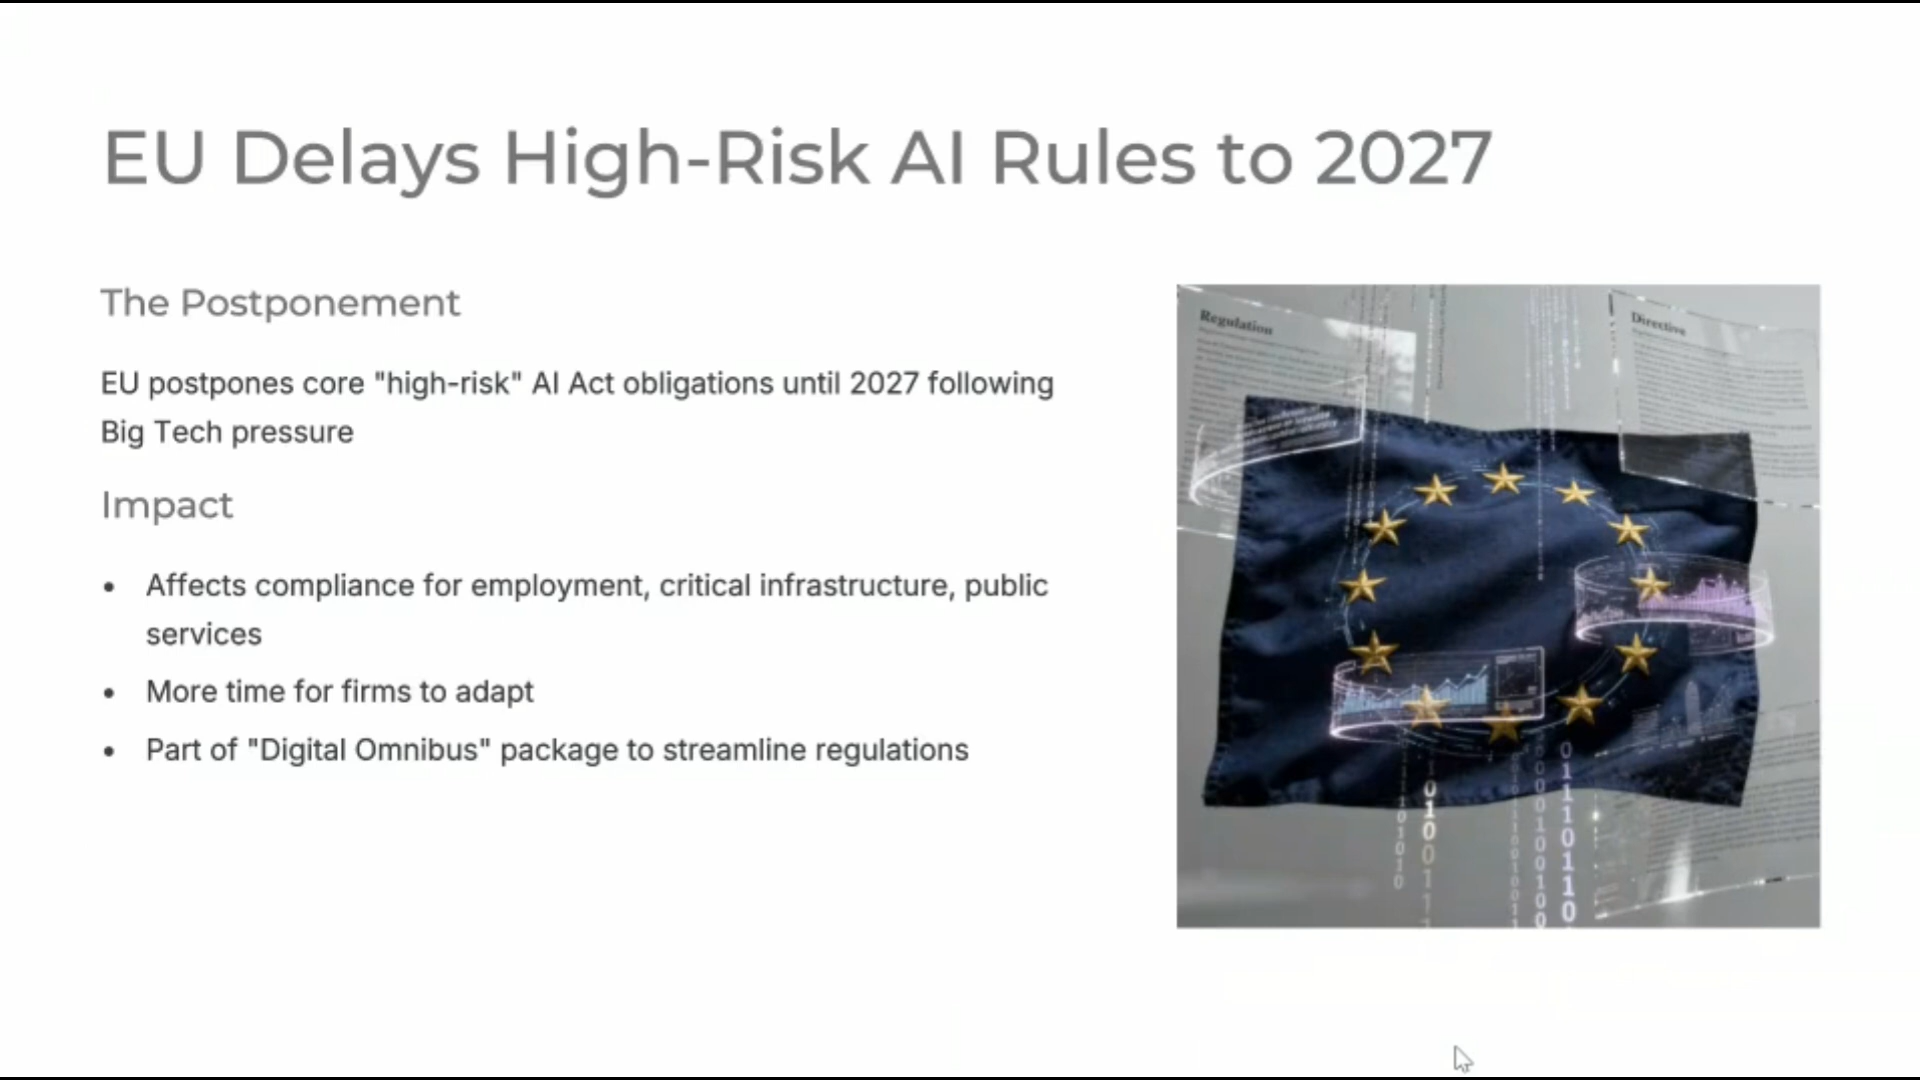 EU Delays High-Risk AI Rules to 2027
The Postponement
EU postpones core "high-risk" AI Act obligations until 2027 following
Big Tech pressure
Impact
• Affects compliance for employment, critical infrastructure, public
services
• More time for firms to adapt
• Part of "Digital Omnibus" package to streamline regulations
Regulation
Directive